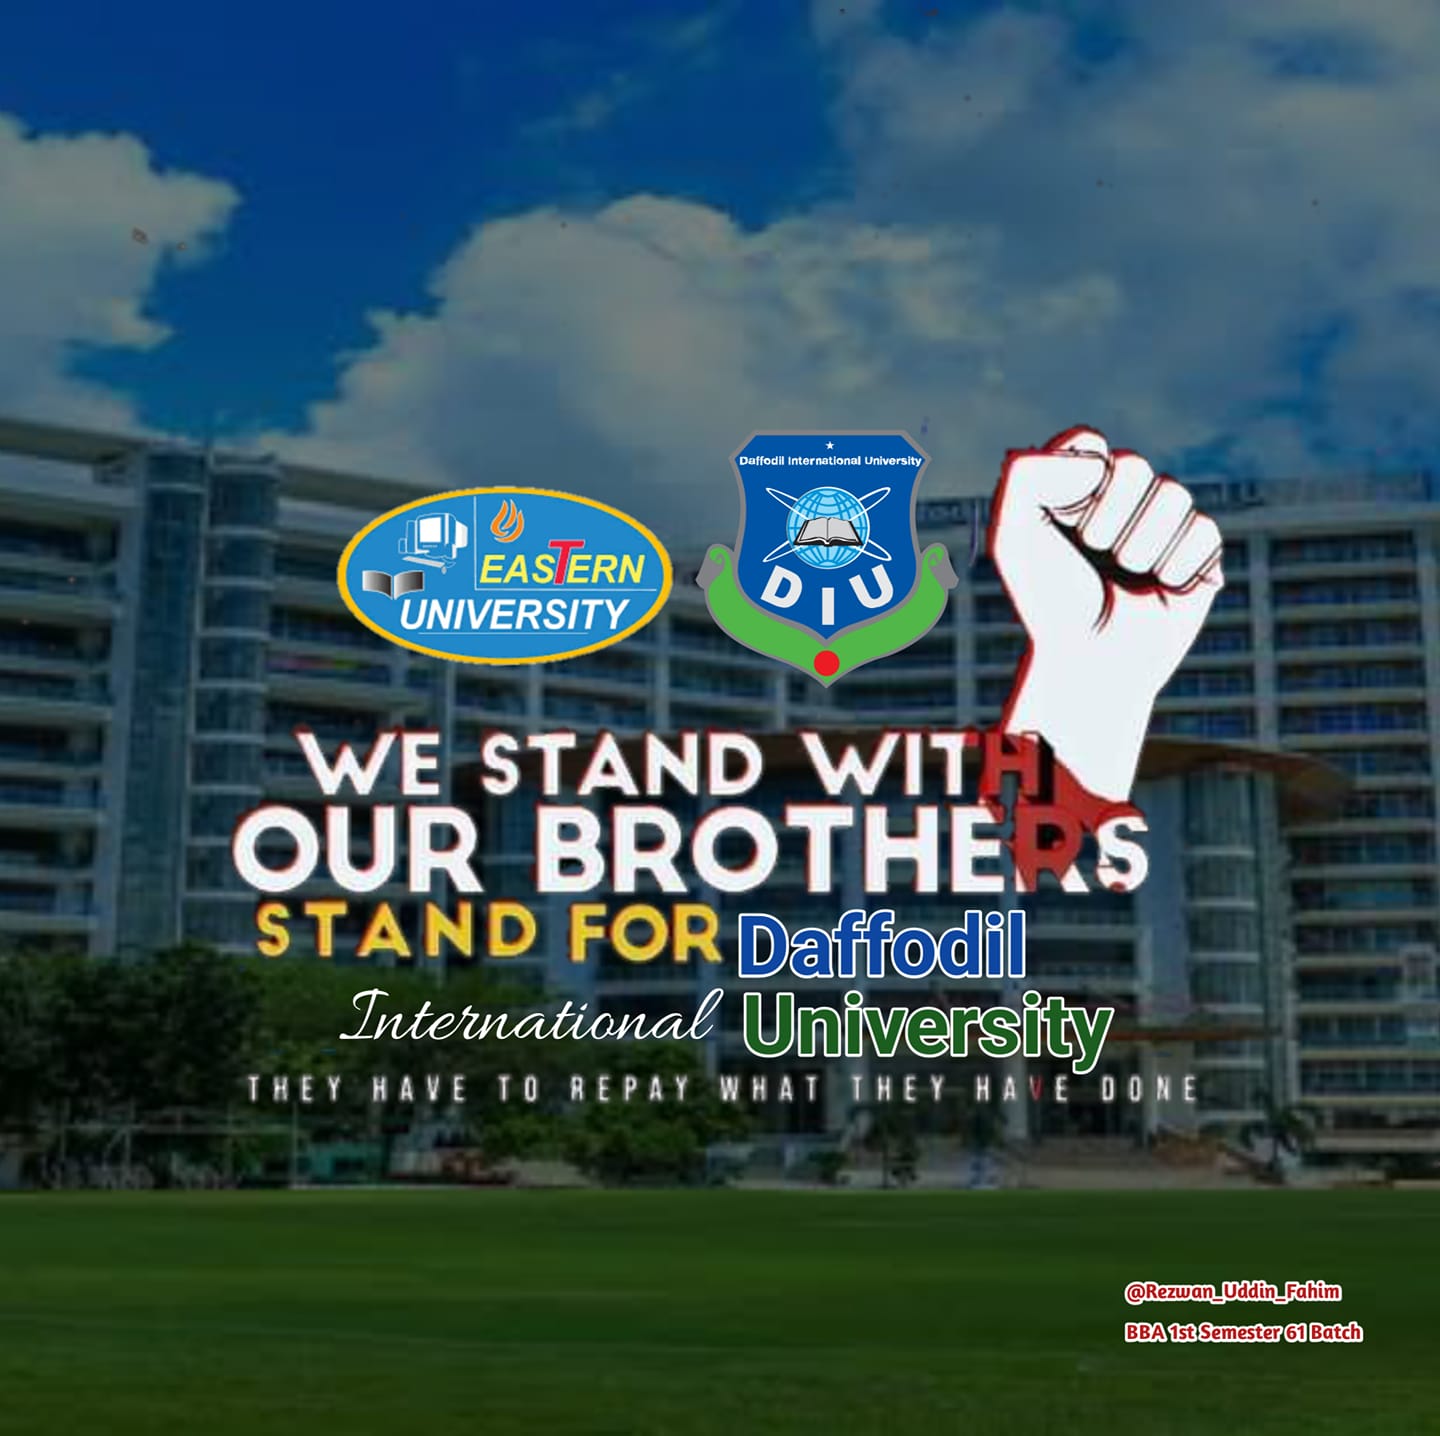 EASTERN
UNIVERSITY
Daffodil International University
DIU
WE STAND WITH
OUR BROTHERS
STAND FOR Daffodil
International University
THEY HAVE TO REPAY WHAT THEY HAVE DONE
@Rezwan_Uddin_Fahim
BBA 1st Semester 61 Batch